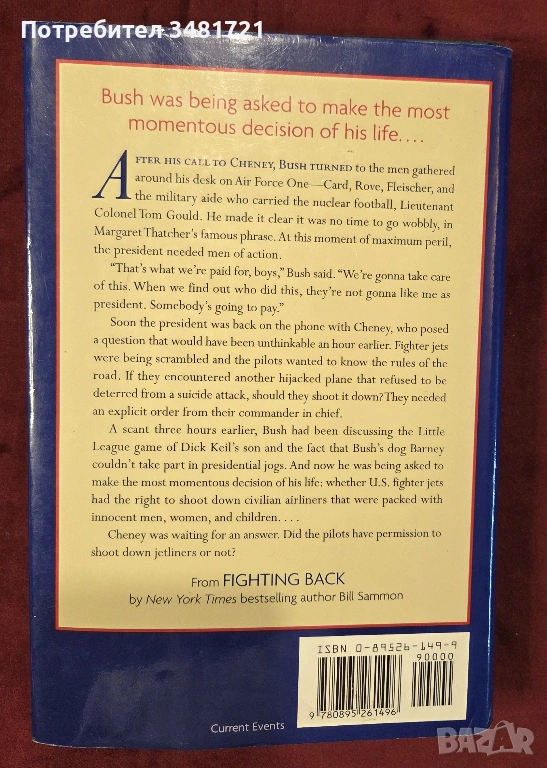 Потребител 3481721
Bush was being asked to make the most
momentous decision of his life....
AFTER HIS CALL TO CHENEY, BUSH TURNED to the men gathered
around his desk on Air Force One—Card, Rove, Fleischer, and
the military aide who carried the nuclear football, Lieutenant
Colonel Tom Gould. He made it clear it was no time to go wobbly, in
Margaret Thatcher's famous phrase. At this moment of maximum peril,
the president needed men of action.
"That's what we're paid for, boys," Bush said. "We're gonna take care
of this. When we find out who did this, they're not gonna like me as
president. Somebody's going to pay."
Soon the president was back on the phone with Cheney, who posed
a question that would have been unthinkable an hour earlier. Fighter jets
were being scrambled and the pilots wanted to know the rules of the
road. If they encountered another hijacked plane that refused to be
deterred from a suicide attack, should they shoot it down? They needed
an explicit order from their commander in chief.
A scant three hours earlier, Bush had been discussing the Little
League game of Dick Keil's son and the fact that Bush's dog Barney
couldn't take part in presidential jogs. And now he was being asked to
make the most momentous decision of his life: whether U.S. fighter jets
had the right to shoot down civilian airliners that were packed with
innocent men, women, and children....
Cheney was waiting for an answer. Did the pilots have permission to
shoot down jetliners or not?
From FIGHTING BACK
by New York Times bestselling author Bill Sammon
ISBN 0-89526-149-9
90000
9 780895 261496
Current Events
BAZAR